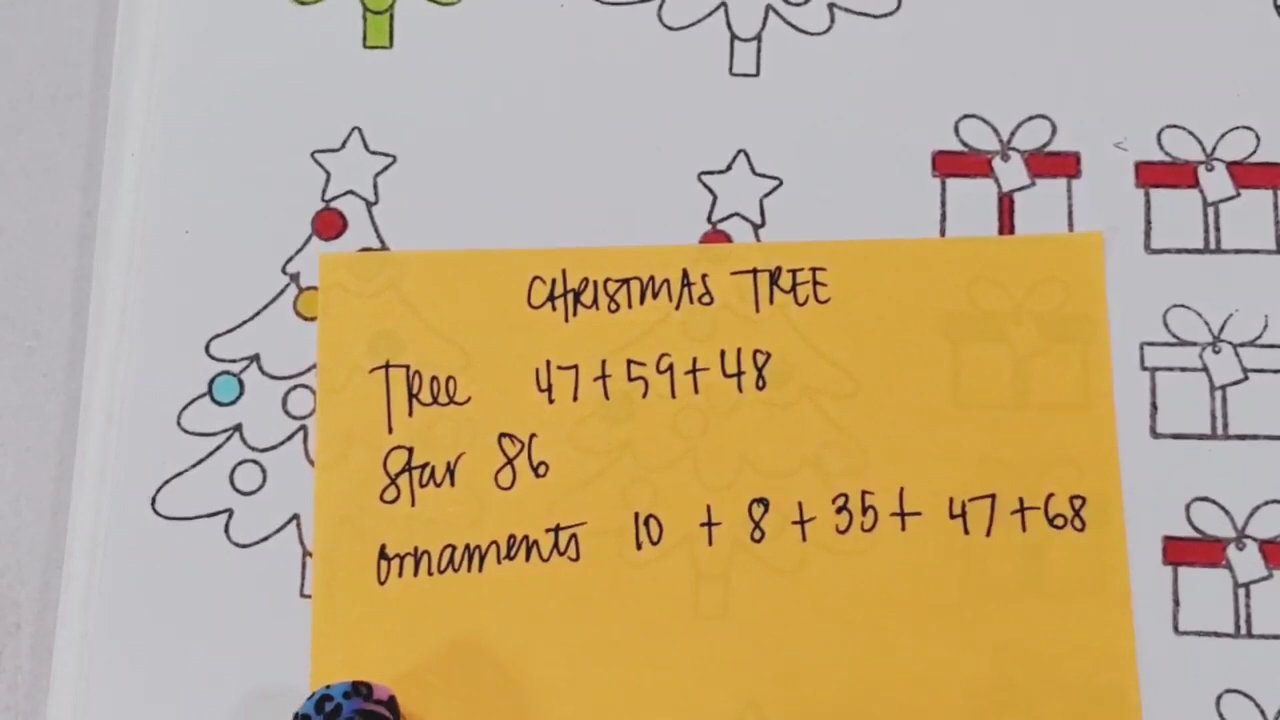 CHRISTMAS TREE
Tree 47+59+48
Star 86
ornaments 10 + 8 + 35 + 47 + 68